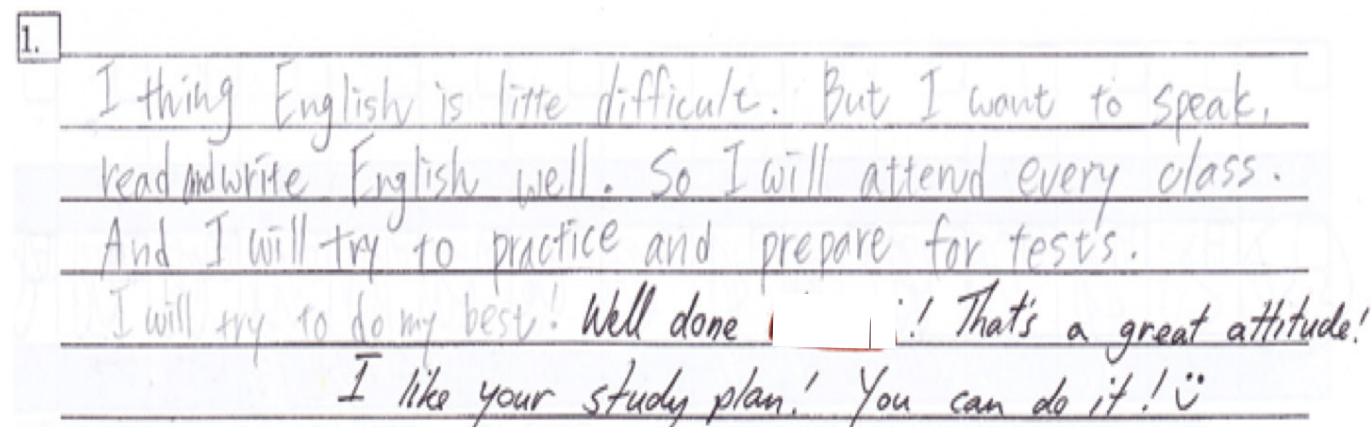 1.
I thing English is litte difficult. But I want to speak,
read and write English well. So I will attend every class.
And I will try to practice and prepare for tests.
I will try to do my best! Well done ! That's a great attitude!
I like your study plan! You can do it! ü